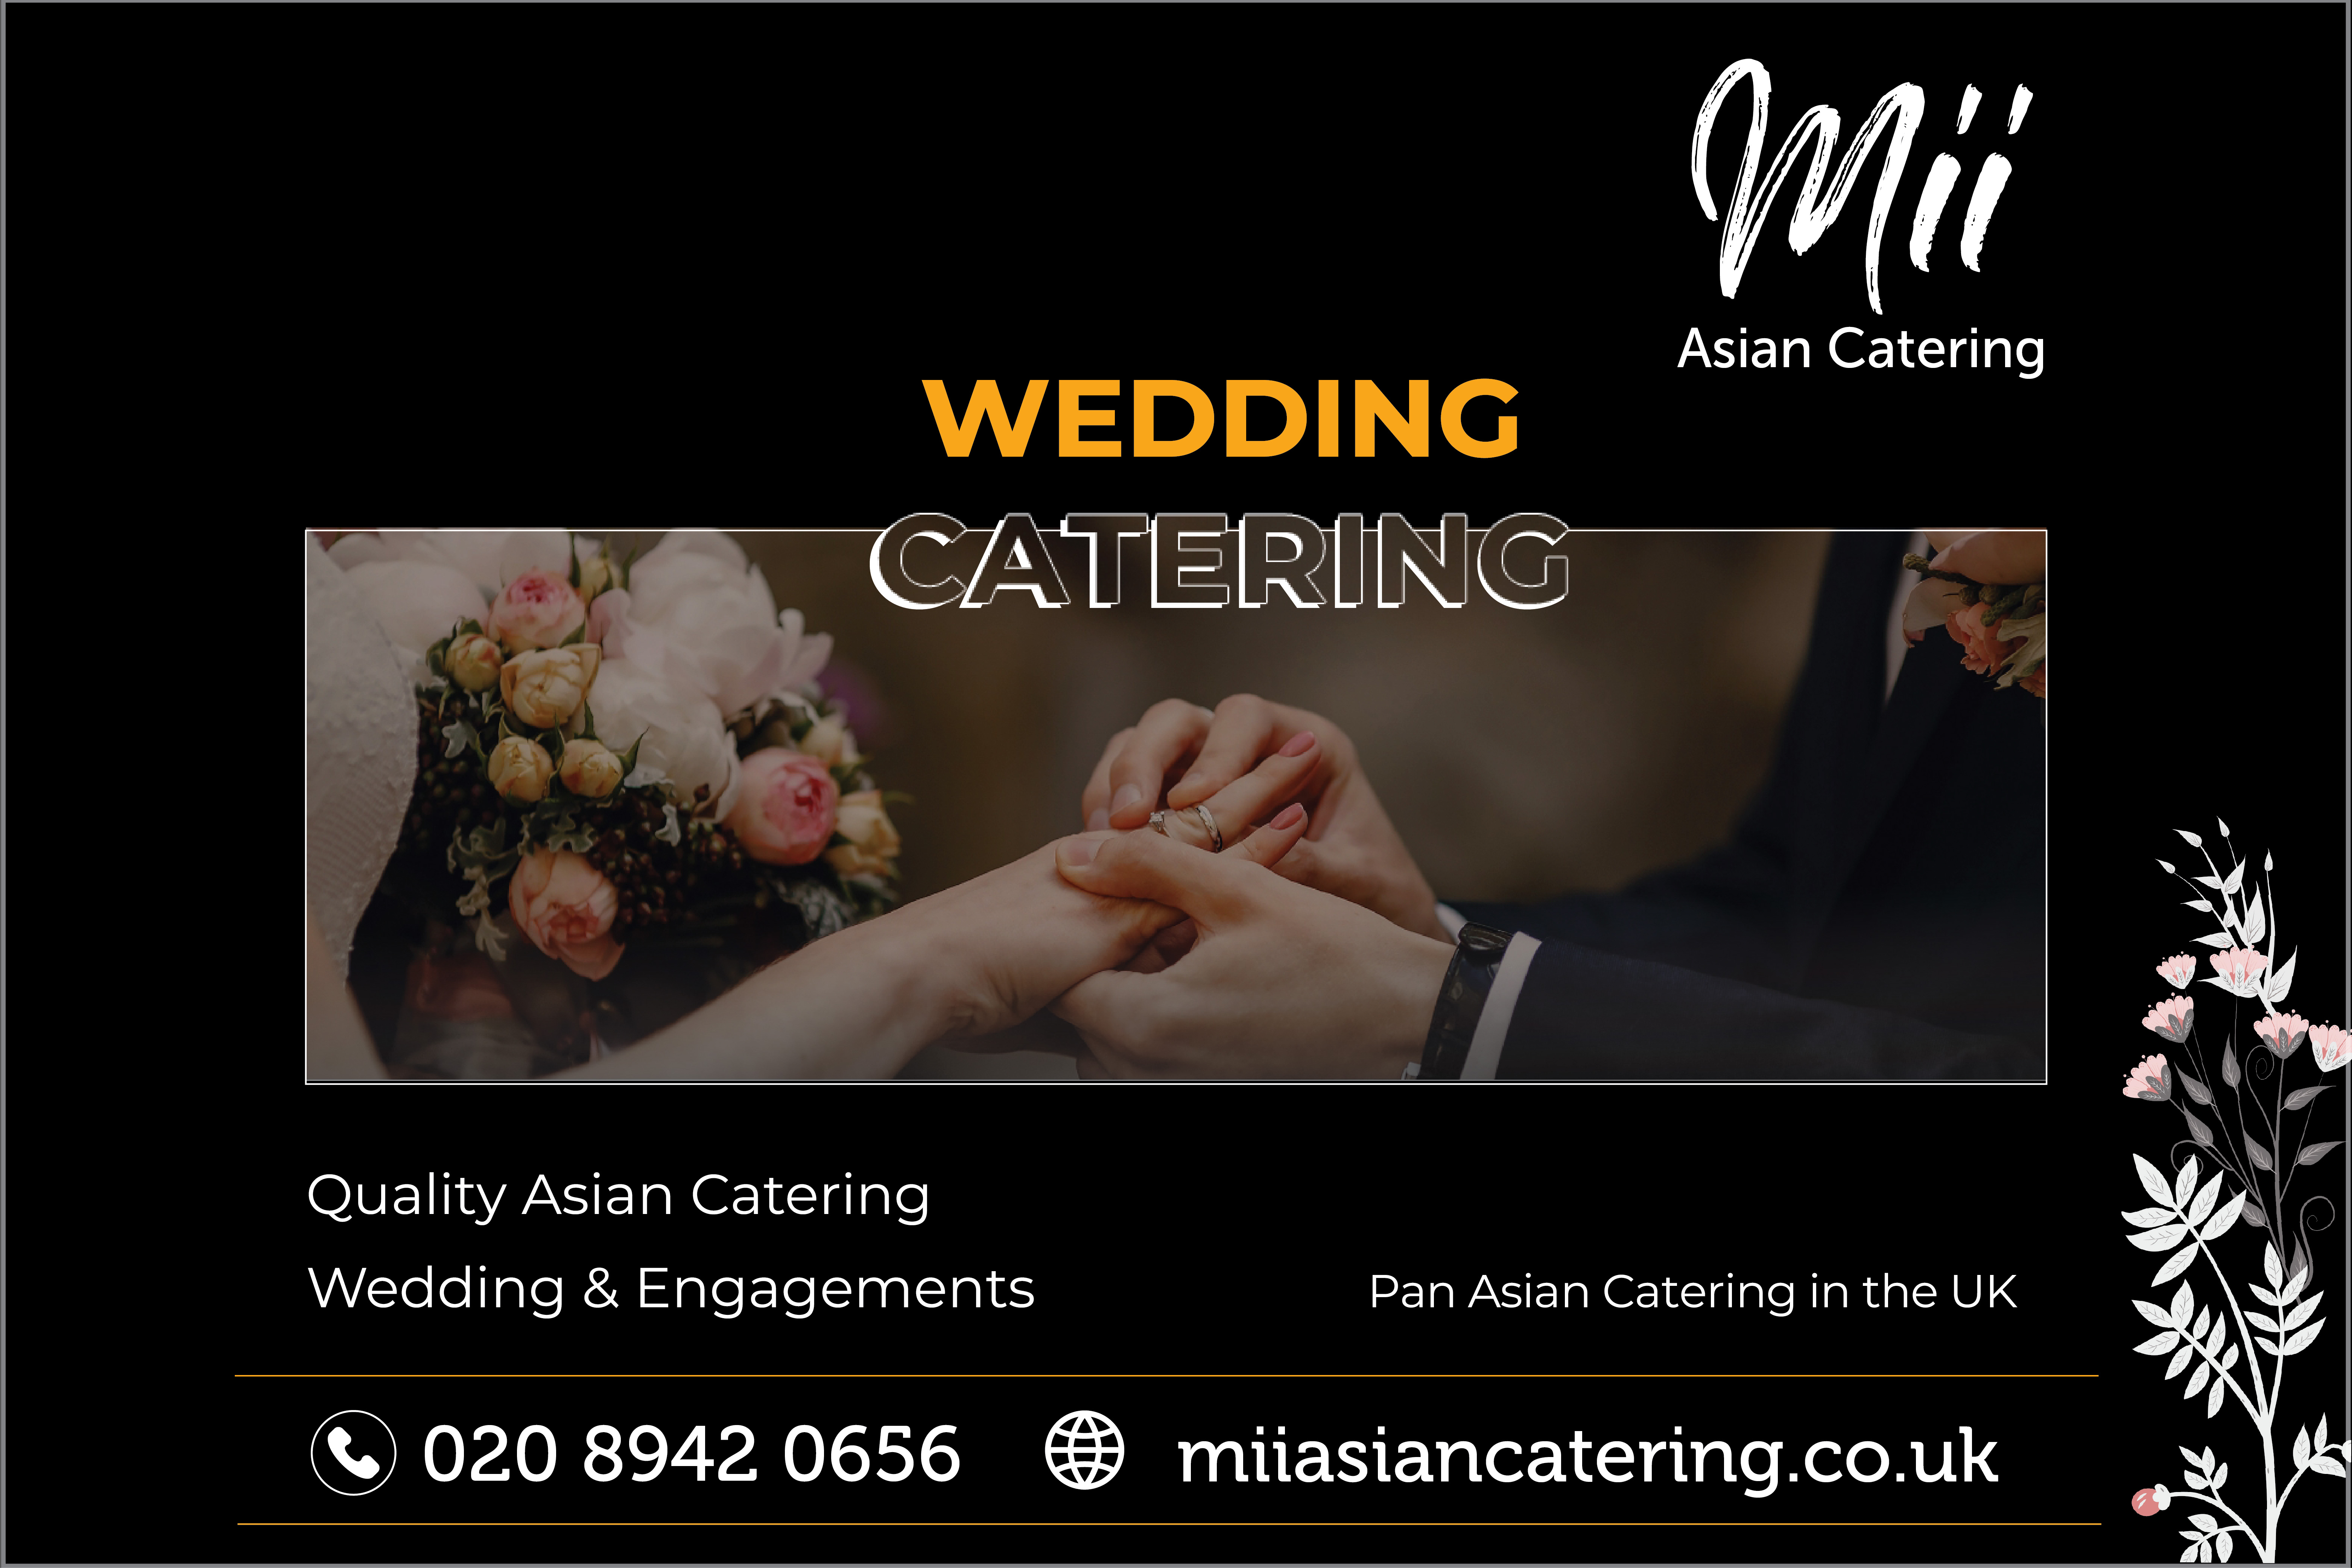 Mii
Asian Catering
WEDDING
CATERING
Quality Asian Catering
Wedding & Engagements
Pan Asian Catering in the UK
020 8942 0656
miiasiancatering.co.uk